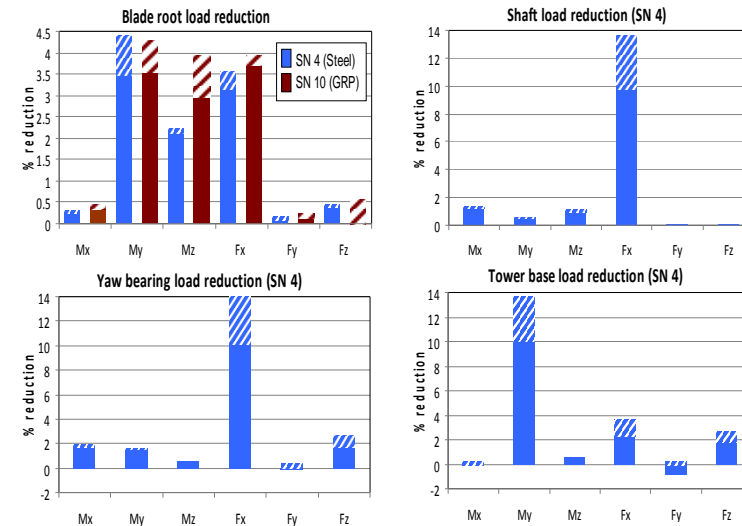 Blade root load reduction
% reduction
4.5
4
3.5
3
2.5
2
1.5
1
0.5
0
SN 4 (Steel)
SN 10 (GRP)
Mx My Mz Fx Fy Fz
Shaft load reduction (SN 4)
% reduction
14
12
10
8
6
4
2
0
Mx My Mz Fx Fy Fz
Yaw bearing load reduction (SN 4)
% reduction
14
12
10
8
6
4
2
0
-2
Mx My Mz Fx Fy Fz
Tower base load reduction (SN 4)
% reduction
14
12
10
8
6
4
2
0
-2
Mx My Mz Fx Fy Fz